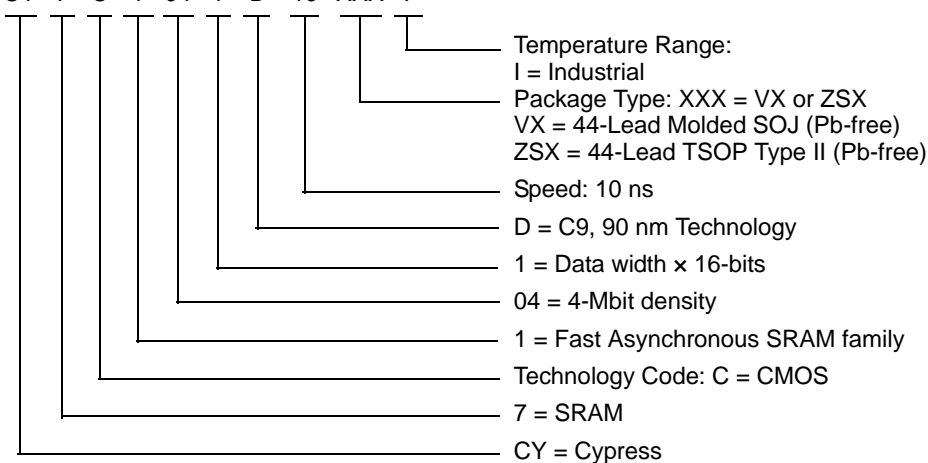 Temperature Range:
I = Industrial
Package Type: XXX = VX or ZSX
VX = 44-Lead Molded SOJ (Pb-free)
ZSX = 44-Lead TSOP Type II (Pb-free)
Speed: 10 ns
D = C9, 90 nm Technology
1 = Data width × 16-bits
04 = 4-Mbit density
1 = Fast Asynchronous SRAM family
Technology Code: C = CMOS
7 = SRAM
CY = Cypress